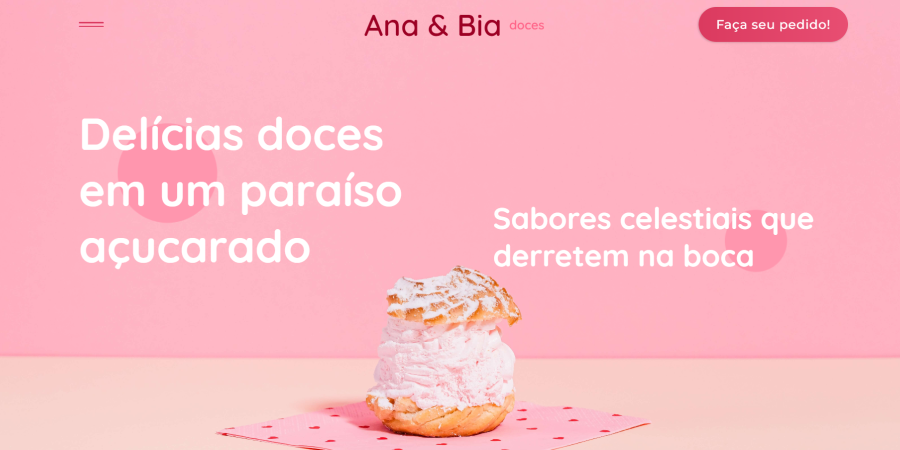 Ana & Bia doces
Faça seu pedido!
Delícias doces
em um paraíso
açucarado
Sabores celestiais que
derretem na boca